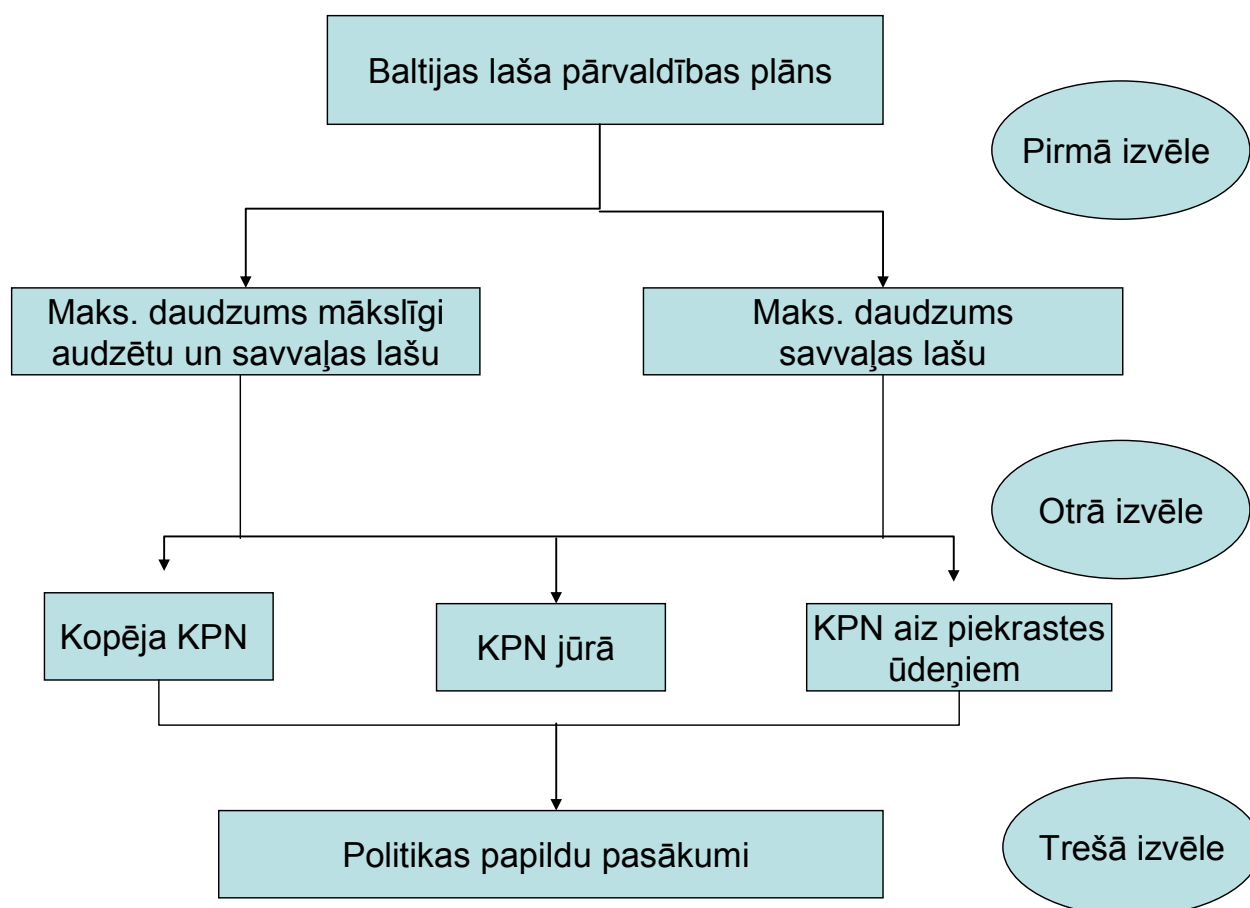 Baltijas laša pārvaldības plāns
Pirmā izvēle
Maks. daudzums mākslīgi
audzētu un savvaļas lašu
Maks. daudzums
savvaļas lašu
Otrā izvēle
Kopēja KPN
KPN jūrā
KPN aiz piekrastes
ūdeņiem
Politikas papildu pasākumi
Trešā izvēle